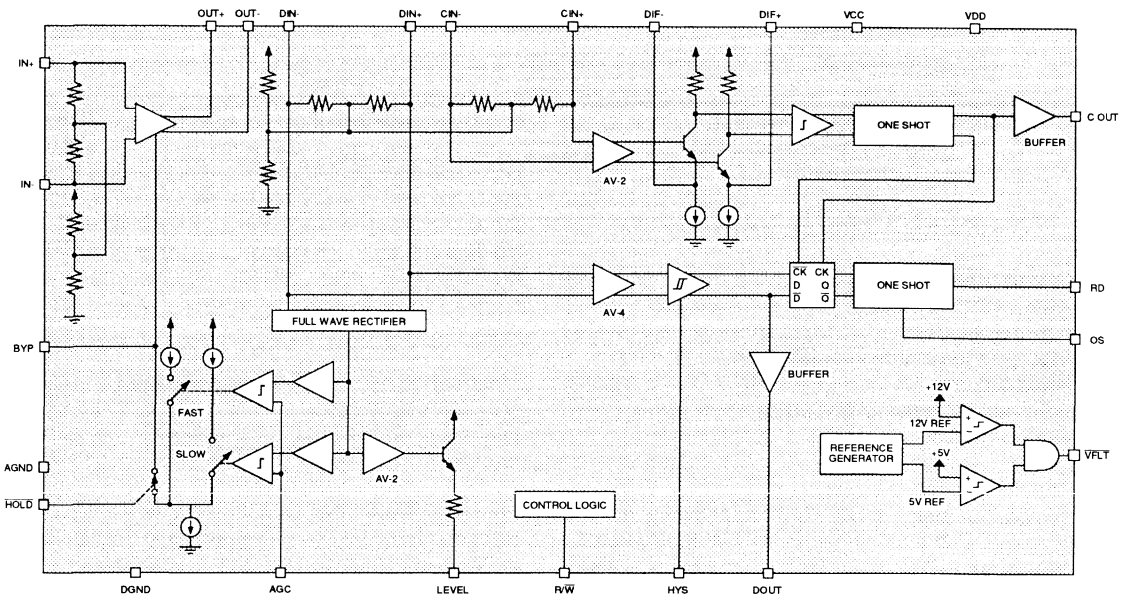 OUT+ OUT- DIN- DIN+ CIN- CIN+ DIF- DIF+ VCC VDD
IN+
IN-
AV-2
ONE SHOT
BUFFER
C OUT
CK CK
D Q
D Q
AV-4
ONE SHOT
RD
OS
FULL WAVE RECTIFIER
BYP
FAST
SLOW
AV-2
BUFFER
+12V
12V REF
REFERENCE
GENERATOR
+5V
5V REF
VFLT
AGND
HOLD
CONTROL LOGIC
DGND AGC LEVEL R/W HYS DOUT